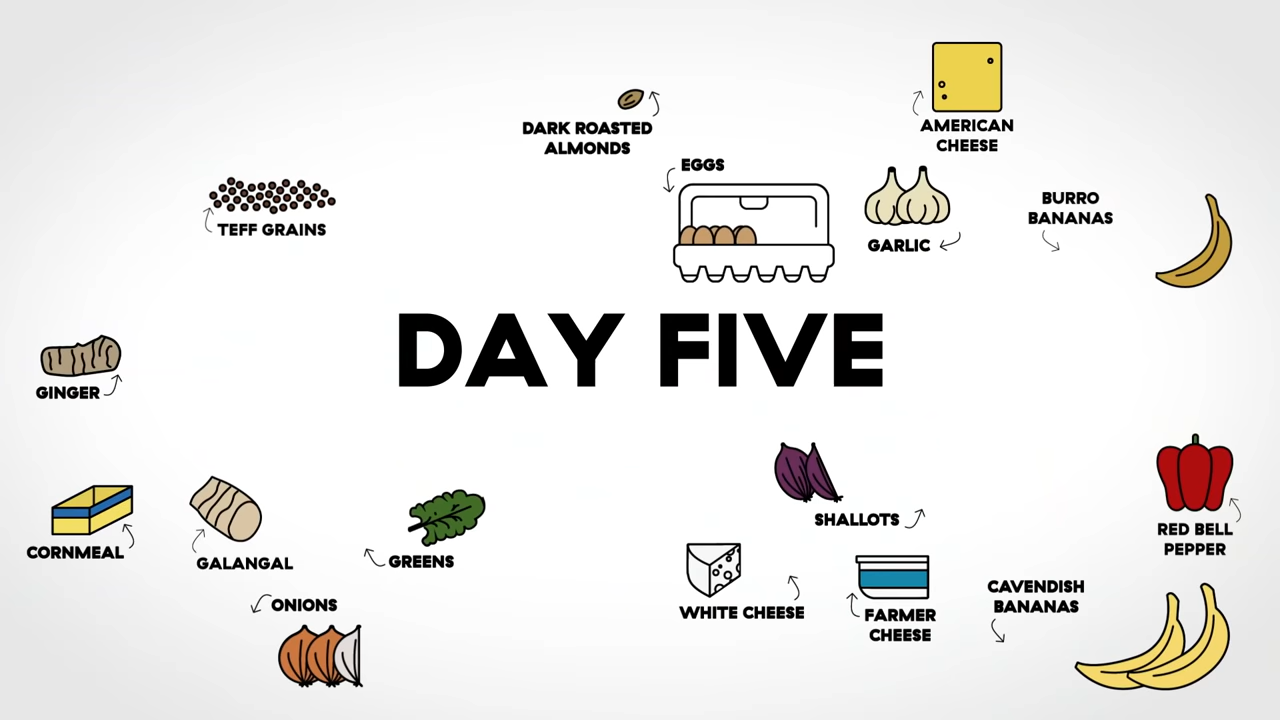 AMERICAN
CHEESE
DARK ROASTED
ALMONDS
EGGS
BURRO
BANANAS
TEFF GRAINS
GARLIC
DAY FIVE
GINGER
SHALLOTS
RED BELL
PEPPER
CORNMEAL
GALANGAL
GREENS
ONIONS
WHITE CHEESE
FARMER
CHEESE
CAVENDISH
BANANAS